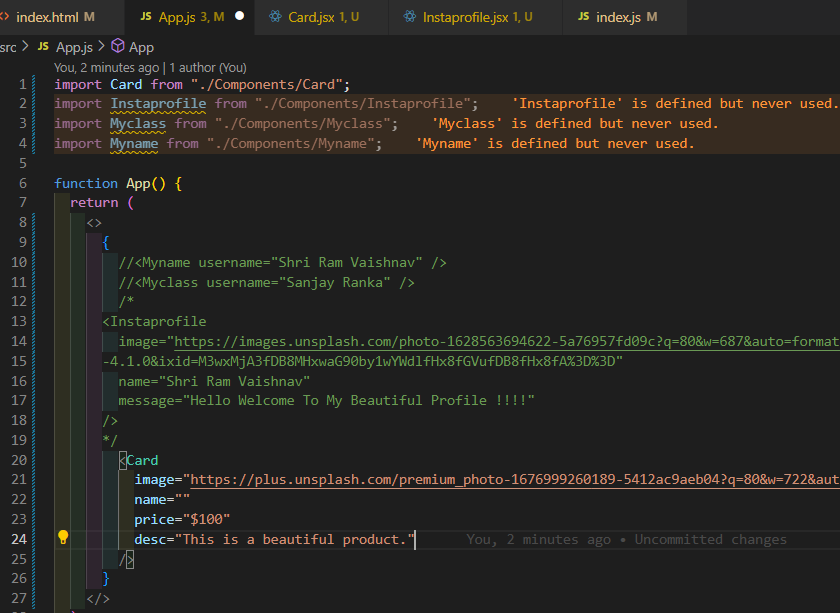 index.html M
JS App.js 3, M
Card.jsx 1, U
Instaprofile.jsx 1, U
JS index.js M
src > JS App.js > App
You, 2 minutes ago | 1 author (You)
1 import Card from "./Components/Card";
2 import Instaprofile from "./Components/Instaprofile"; 'Instaprofile' is defined but never used.
3 import Myclass from "./Components/Myclass"; 'Myclass' is defined but never used.
4 import Myname from "./Components/Myname"; 'Myname' is defined but never used.
5
6 function App() {
7 return (
8 <>
9 {
10 //<Myname username="Shri Ram Vaishnav" />
11 //<Myclass username="Sanjay Ranka" />
12 /*
13 <Instaprofile
14 image="https://images.unsplash.com/photo-1628563694622-5a76957fd09c?q=80&w=687&auto=format
15 -4.1.0&ixid=M3wxMjA3fDB8MHxwaG90by1wYWdlfHx8fGVufDB8fHx8fA%3D%3D"
16 name="Shri Ram Vaishnav"
17 message="Hello Welcome To My Beautiful Profile !!!!"
18 />
19 */
20 <Card
21 image="https://plus.unsplash.com/premium_photo-1676999260189-5412ac9aeb04?q=80&w=722&aut
22 name=""
23 price="$100"
24 desc="This is a beautiful product." You, 2 minutes ago • Uncommitted changes
25 />
26 }
27 </>